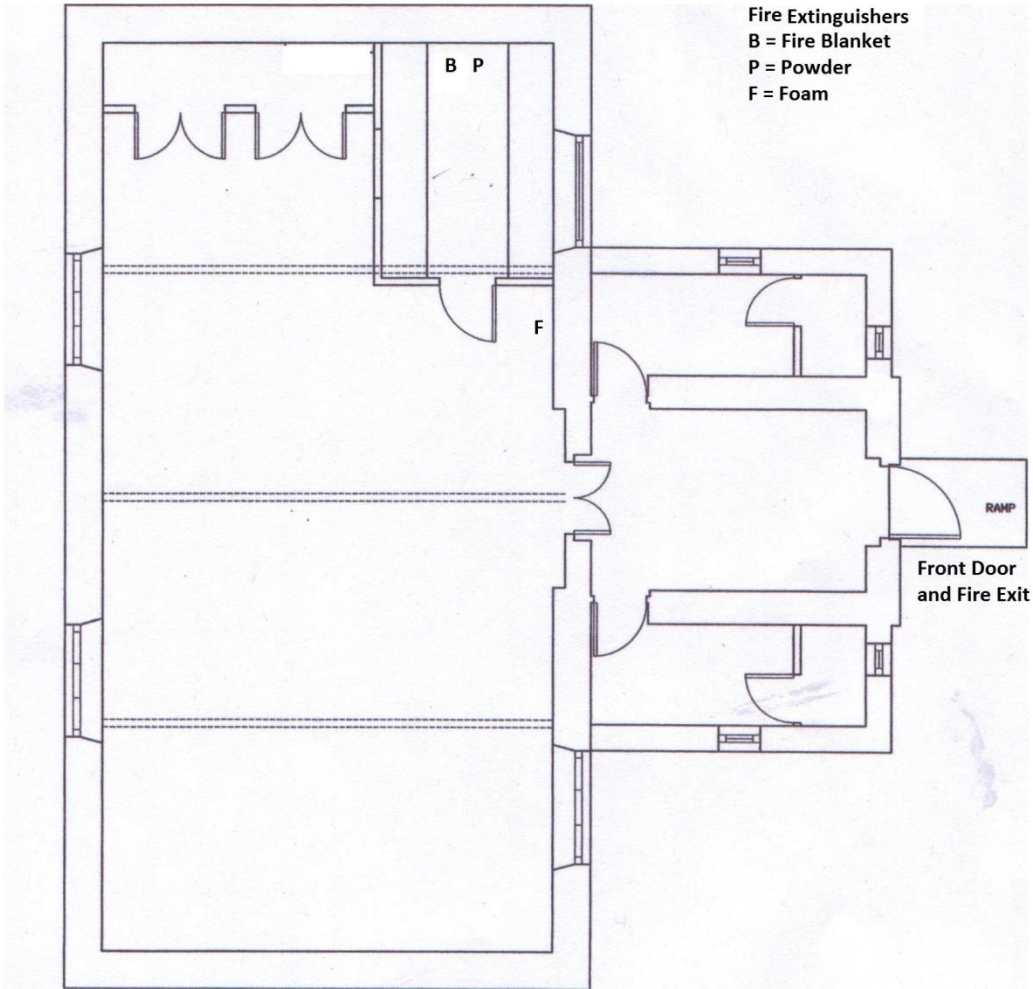 Fire Extinguishers
B = Fire Blanket
P = Powder
F = Foam
B P
F
RAMP
Front Door
and Fire Exit